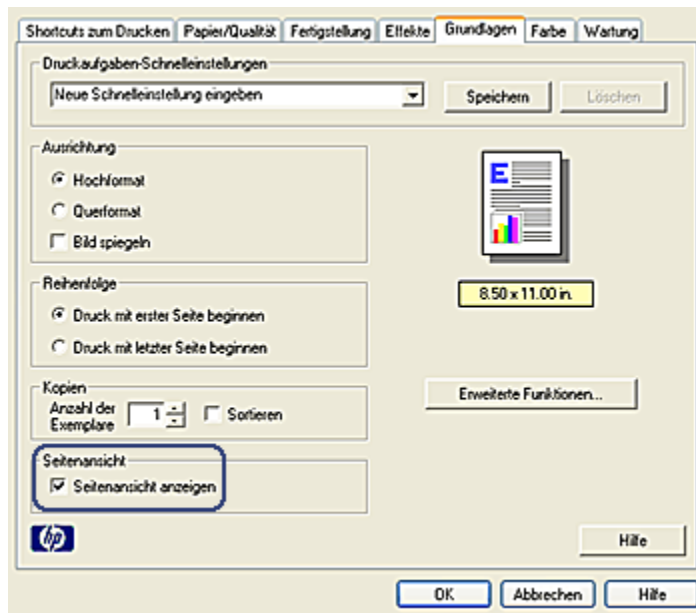 Shortcuts zum Drucken Papier/Qualität Fertigstellung Effekte Grundlagen Farbe Wartung
Druckaufgaben-Schnelleinstellungen
Neue Schnelleinstellung eingeben Speichern Löschen
Ausrichtung
Hochformat
Querformat
Bild spiegeln
E
8.50 x 11.00 in.
Reihenfolge
Druck mit erster Seite beginnen
Druck mit letzter Seite beginnen
Kopien
Anzahl der Exemplare 1 Sortieren
Erweiterte Funktionen...
Seitenansicht
Seitenansicht anzeigen
hp
Hilfe
OK Abbrechen Hilfe